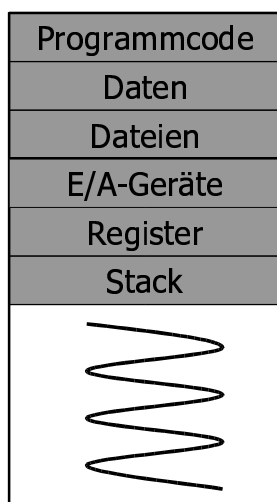 Programmcode
Daten
Dateien
E/A-Geräte
Register
Stack